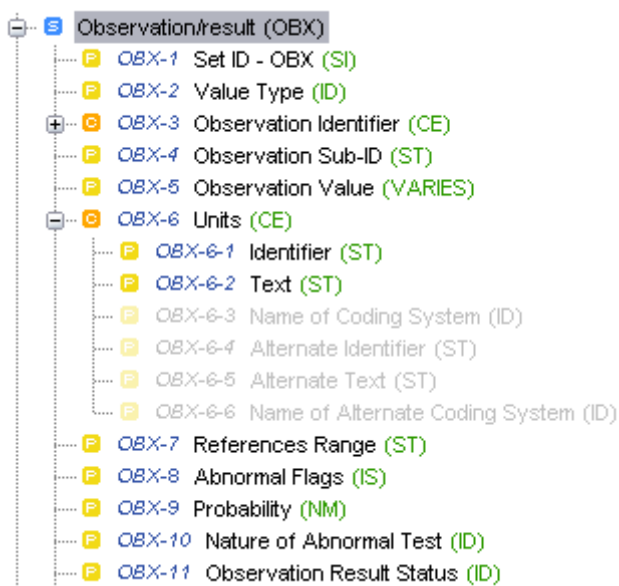 S Observation/result (OBX)
P OBX-1 Set ID - OBX (SI)
P OBX-2 Value Type (ID)
C OBX-3 Observation Identifier (CE)
P OBX-4 Observation Sub-ID (ST)
P OBX-5 Observation Value (VARIES)
C OBX-6 Units (CE)
P OBX-6-1 Identifier (ST)
P OBX-6-2 Text (ST)
P OBX-6-3 Name of Coding System (ID)
P OBX-6-4 Alternate Identifier (ST)
P OBX-6-5 Alternate Text (ST)
P OBX-6-6 Name of Alternate Coding System (ID)
P OBX-7 References Range (ST)
P OBX-8 Abnormal Flags (IS)
P OBX-9 Probability (NM)
P OBX-10 Nature of Abnormal Test (ID)
P OBX-11 Observation Result Status (ID)